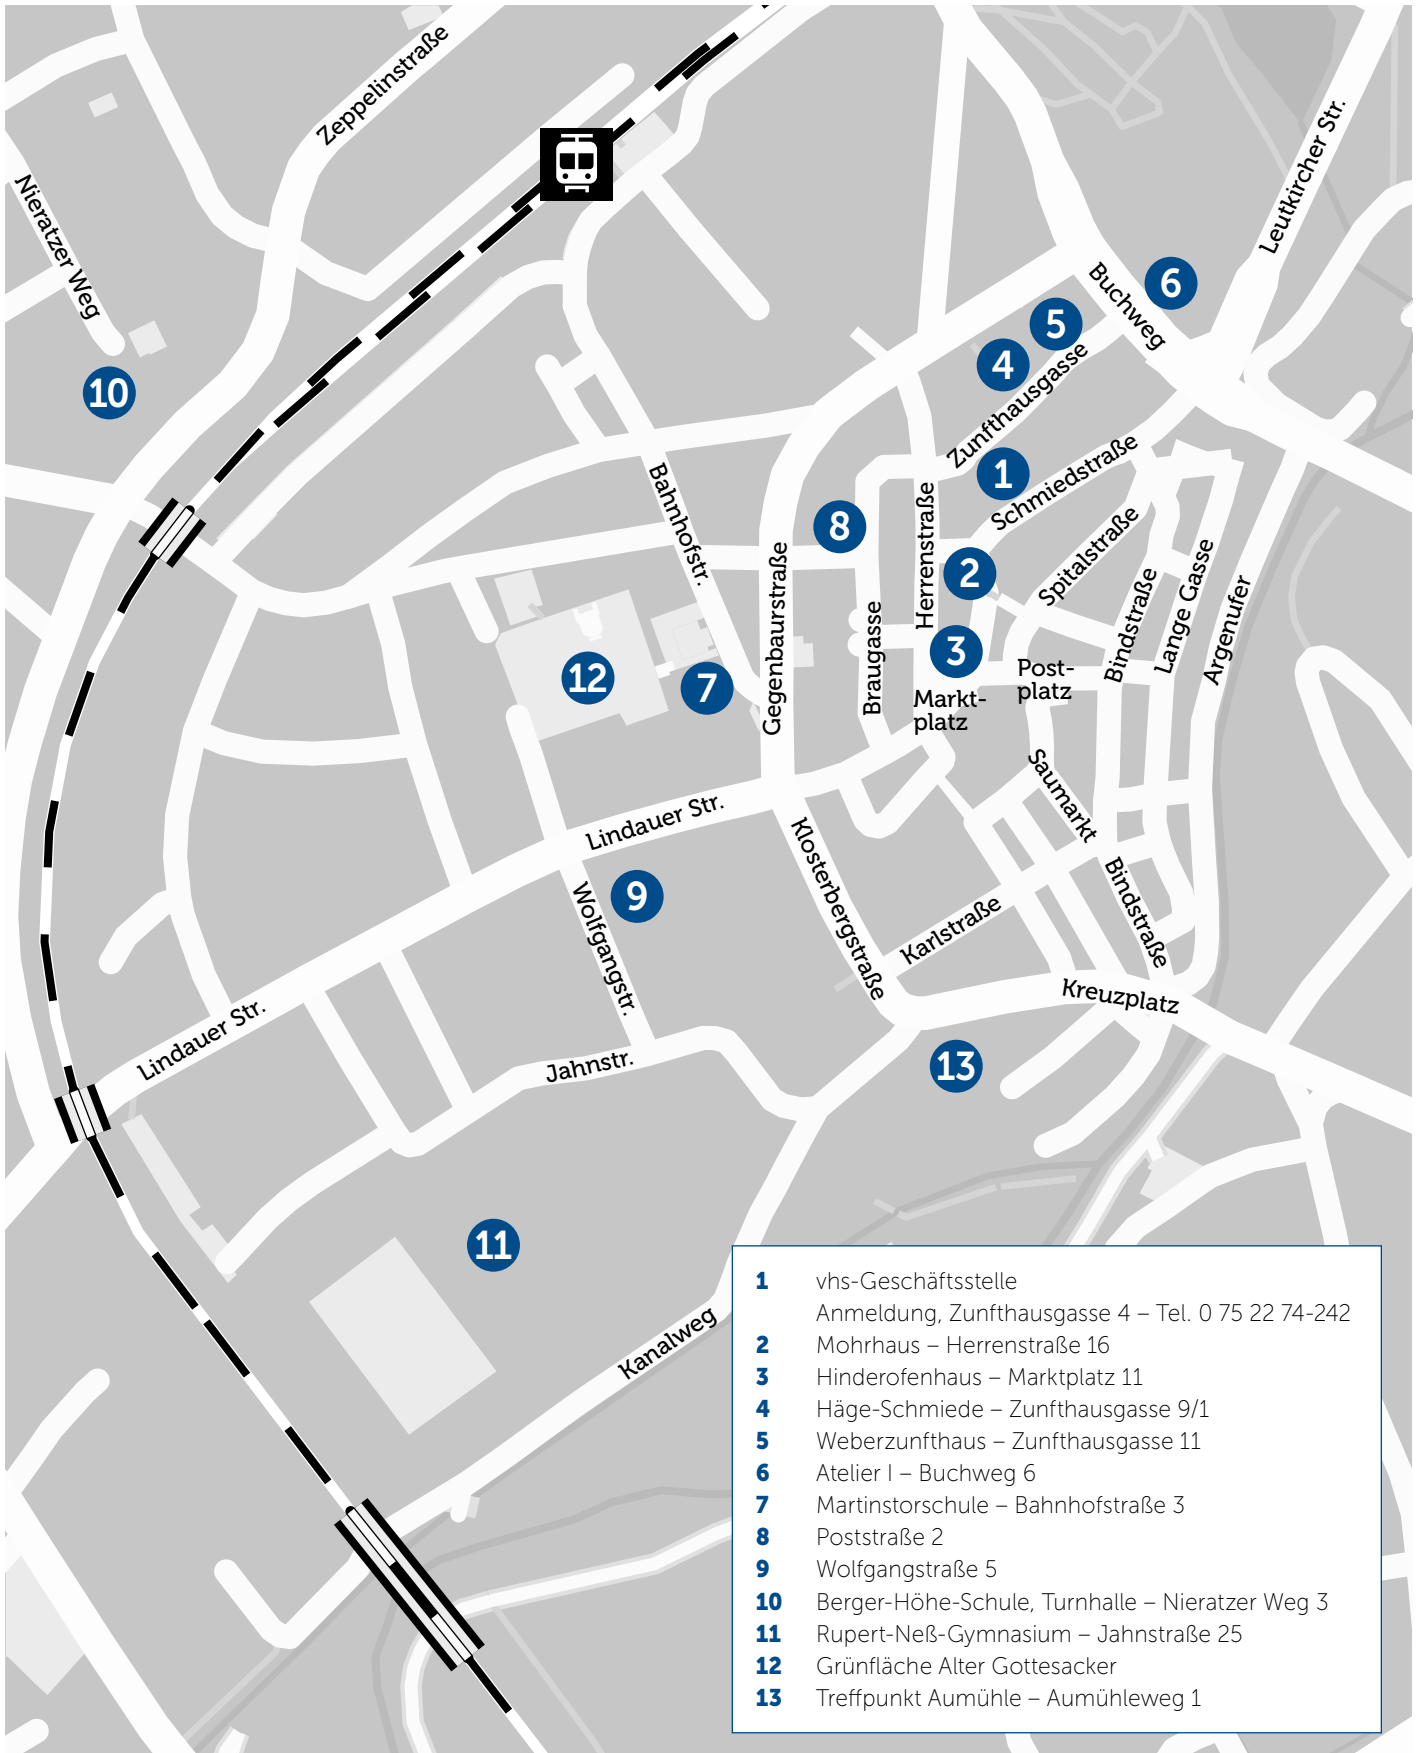 Zeppelinstraße
Nieratzer Weg
Leutkircher Str.
Buchweg
6
5
4
Zunfthausgasse
10
1
Schmiedstraße
Bahnhofstr.
8
Herrenstraße
Spitalstraße
2
Gegenbaurstraße
Braugasse
Bindstraße
Lange Gasse
Argenufer
3
12
7
Post-
platz
Markt-
platz
Saumarkt
Lindauer Str.
Klosterbergstraße
9
Wolfgangstr.
Bindstraße
Karlstraße
Kreuzplatz
Lindauer Str.
Jahnstr.
13
11
Kanalweg
1 vhs-Geschäftsstelle
Anmeldung, Zunfthausgasse 4 – Tel. 0 75 22 74-242
2 Mohrhaus – Herrenstraße 16
3 Hinderofenhaus – Marktplatz 11
4 Häge-Schmiede – Zunfthausgasse 9/1
5 Weberzunfthaus – Zunfthausgasse 11
6 Atelier I – Buchweg 6
7 Martinstorschule – Bahnhofstraße 3
8 Poststraße 2
9 Wolfgangstraße 5
10 Berger-Höhe-Schule, Turnhalle – Nieratzer Weg 3
11 Rupert-Neß-Gymnasium – Jahnstraße 25
12 Grünfläche Alter Gottesacker
13 Treffpunkt Aumühle – Aumühleweg 1